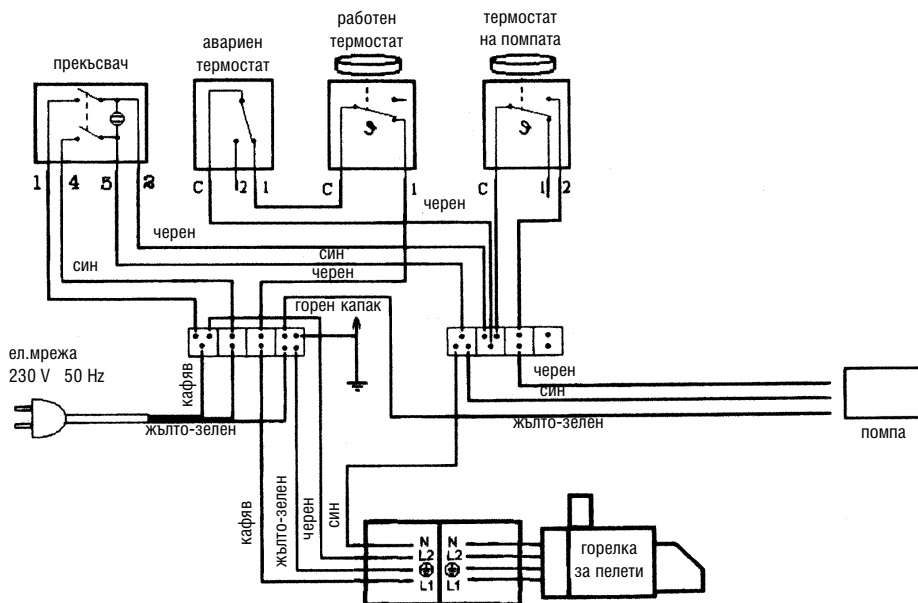 прекъсвач
авариен
термостат
работен
термостат
термостат
на помпата
1 4 5 2
C 2 1
C 1
C 1 2
черен
черен
син
син
черен
горен капак
ел.мрежа
230 V 50 Hz
кафяв
жълто-зелен
черен
син
жълто-зелен
помпа
кафяв
жълто-зелен
черен
син
N N
L2 L2
L1 L1
горелка
за пелети